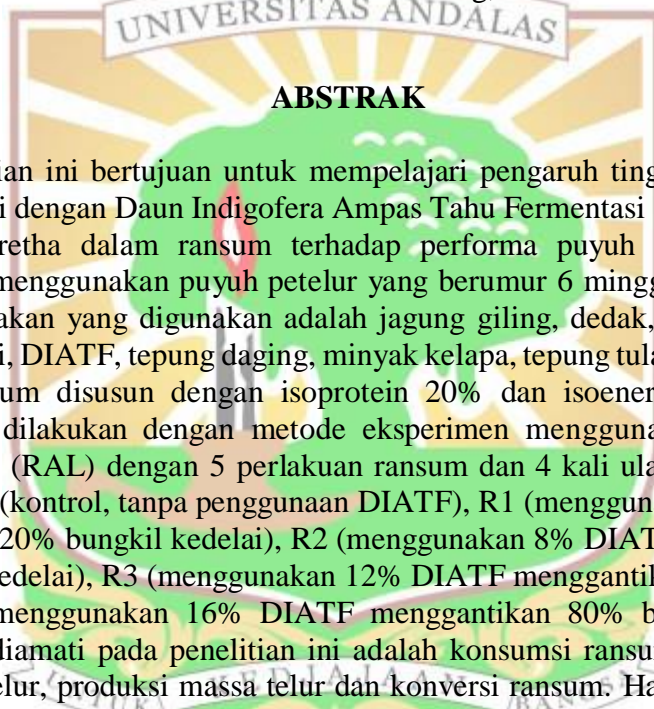 UNIVERSITAS ANDALAS
ABSTRAK
ian ini bertujuan untuk mempelajari pengaruh ting
i dengan Daun Indigofera Ampas Tahu Fermentasi
retha dalam ransum terhadap performa puyuh
menggunakan puyuh petelur yang berumur 6 mingg
akan yang digunakan adalah jagung giling, dedak,
i, DIATF, tepung daging, minyak kelapa, tepung tula
um disusun dengan isoprotein 20% dan isoener
dilakukan dengan metode eksperimen mengguna
(RAL) dengan 5 perlakuan ransum dan 4 kali ula
(kontrol, tanpa penggunaan DIATF), R1 (menggun
20% bungkil kedelai), R2 (menggunakan 8% DIAT
edelai), R3 (menggunakan 12% DIATF menggantik
menggunakan 16% DIATF menggantikan 80% b
diamati pada penelitian ini adalah konsumsi ransu
elur, produksi massa telur dan konversi ransum. Ha
UNTUK KEDJAJAAN BANGSA